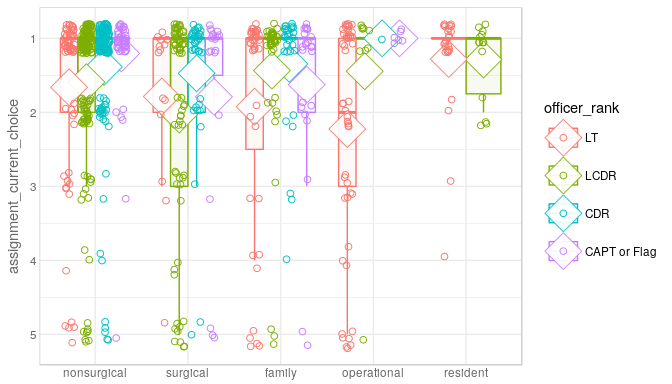 assignment_current_choice
1
2
3
4
5
nonsurgical surgical family operational resident
officer_rank
LT
LCDR
CDR
CAPT or Flag